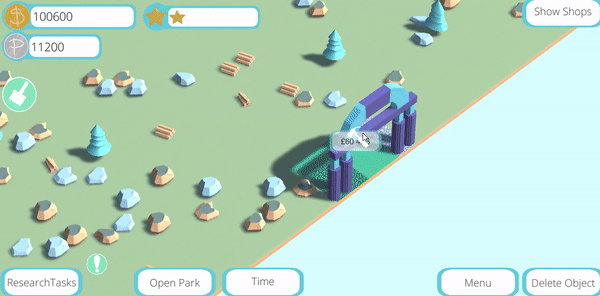 100600
Show Shops
11200
£60
ResearchTasks
Open Park
Time
Menu
Delete Object